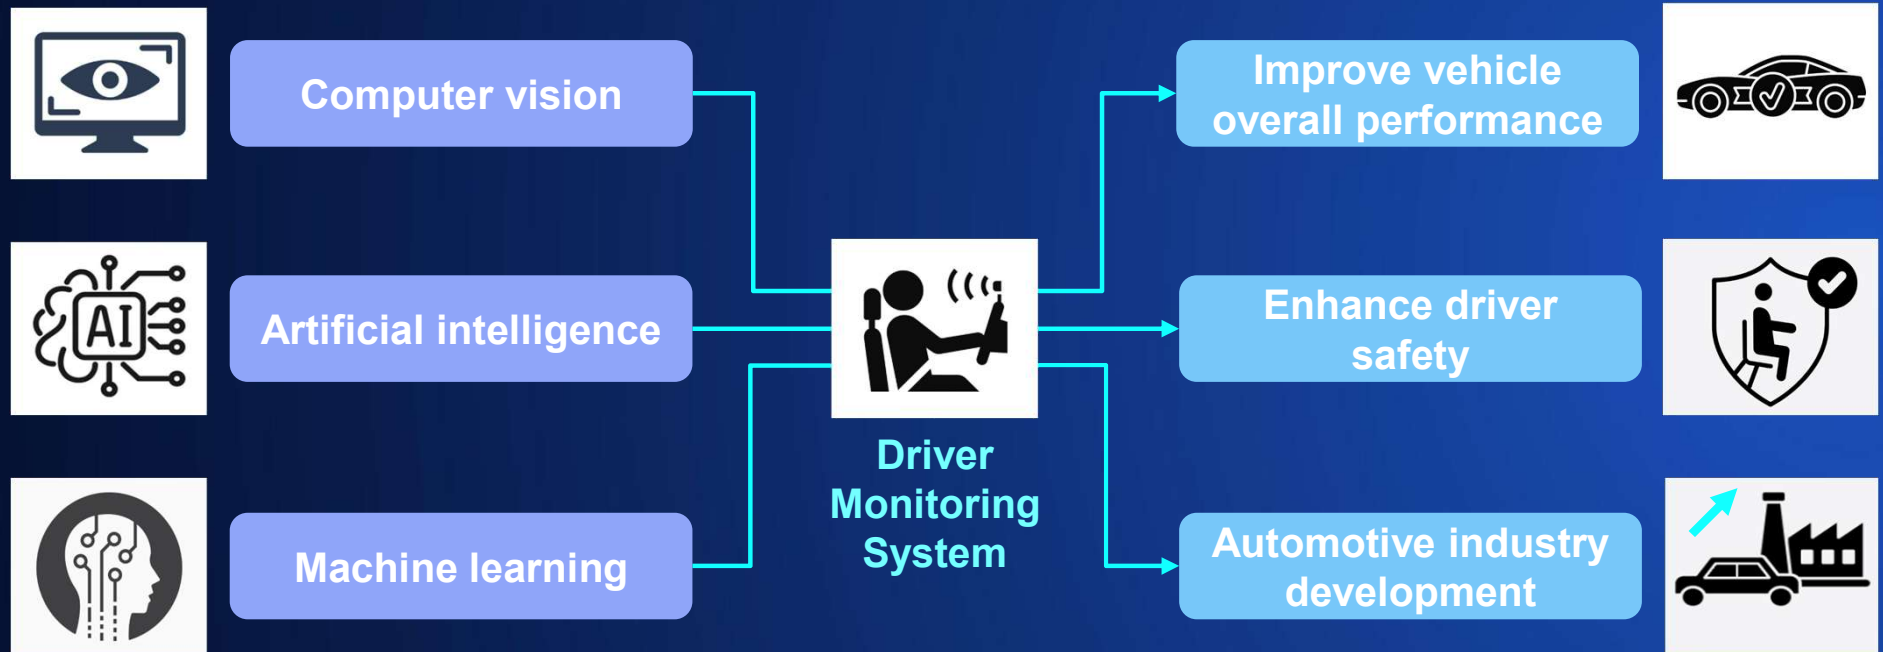 Computer vision
Improve vehicle
overall performance
AI
Artificial intelligence
Enhance driver
safety
Driver
Monitoring
System
Machine learning
Automotive industry
development